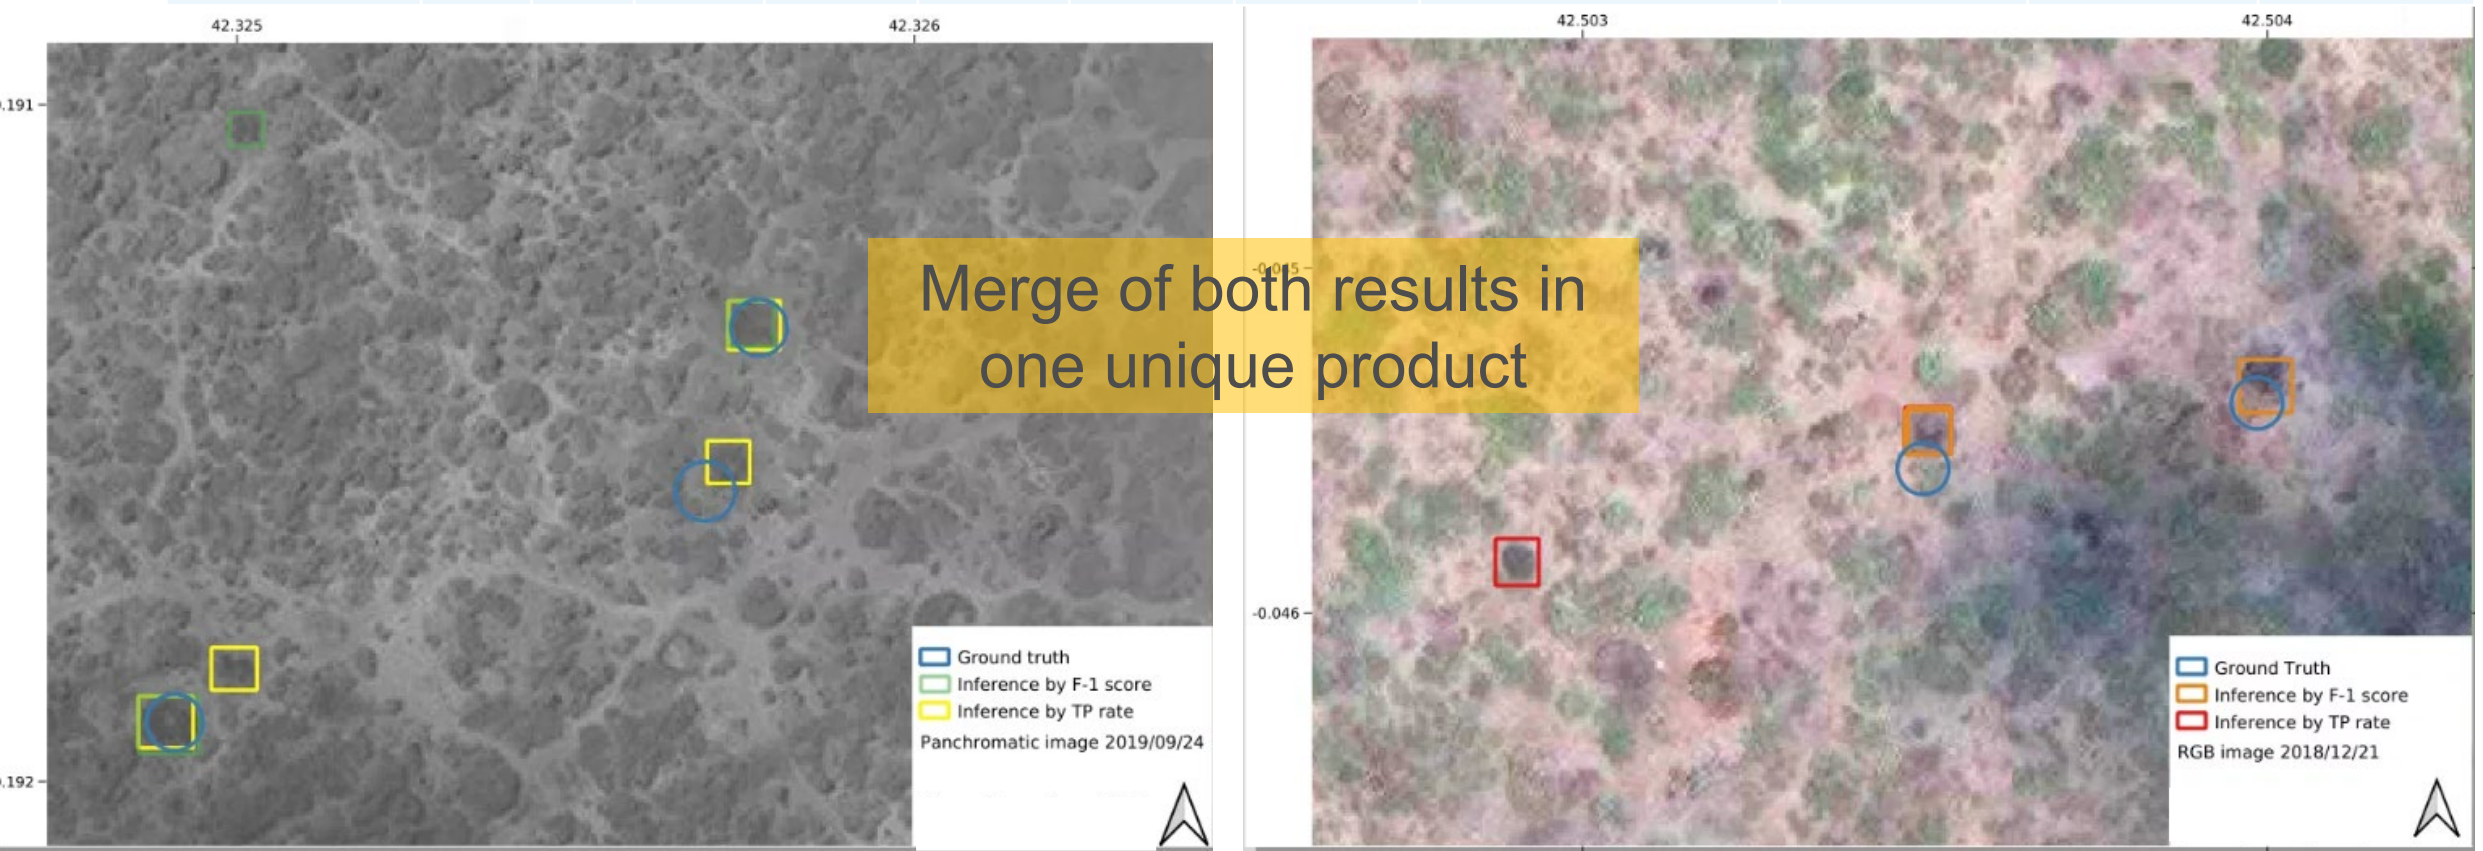 42.325
42.326
.191
.192
Ground truth
Inference by F-1 score
Inference by TP rate
Panchromatic image 2019/09/24
Merge of both results in
one unique product
42.503
42.504
-0.045
-0.046
Ground Truth
Inference by F-1 score
Inference by TP rate
RGB image 2018/12/21